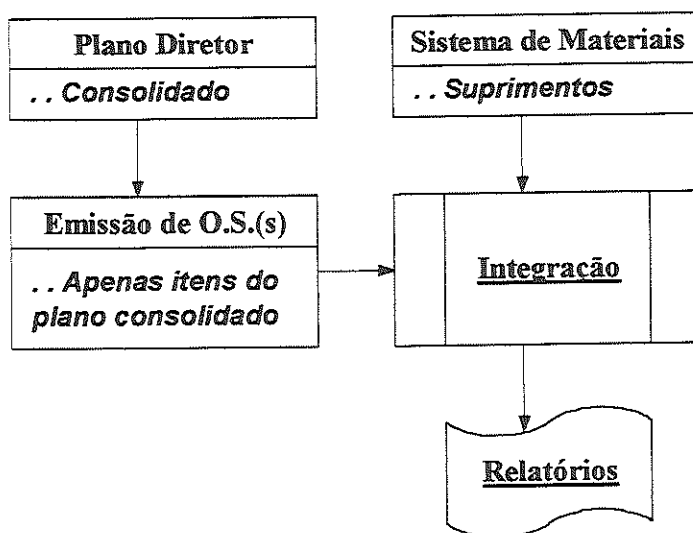 Plano Diretor
. . Consolidado
Sistema de Materiais
. . Suprimentos
Emissão de O.S.(s)
. . Apenas itens do
plano consolidado
Integração
Relatórios